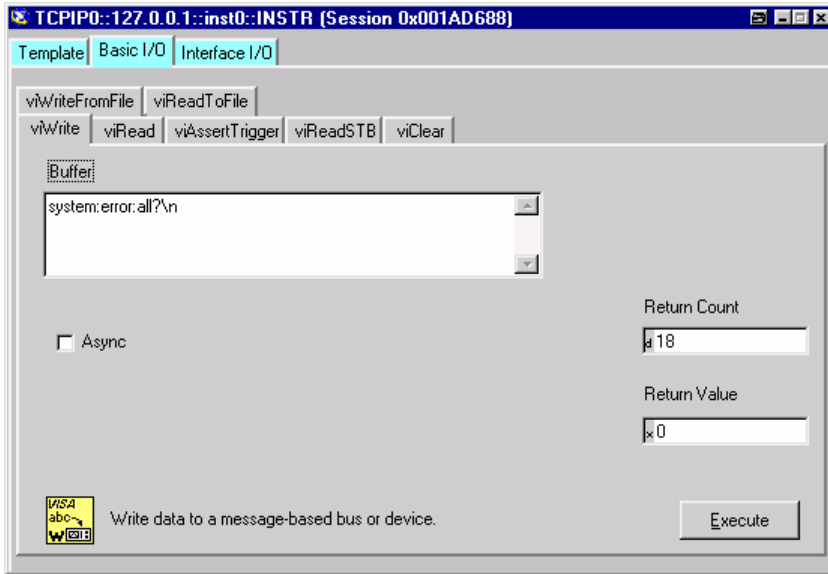 TCPIP0::127.0.0.1::inst0::INSTR (Session 0x001AD688)
Template Basic I/O Interface I/O
viWriteFromFile viReadToFile
viWrite viRead viAssertTrigger viReadSTB viClear
Buffer
system:error:all?\n
Return Count
Async
d 18
Return Value
x 0
VISA
abc
W
Write data to a message-based bus or device.
Execute